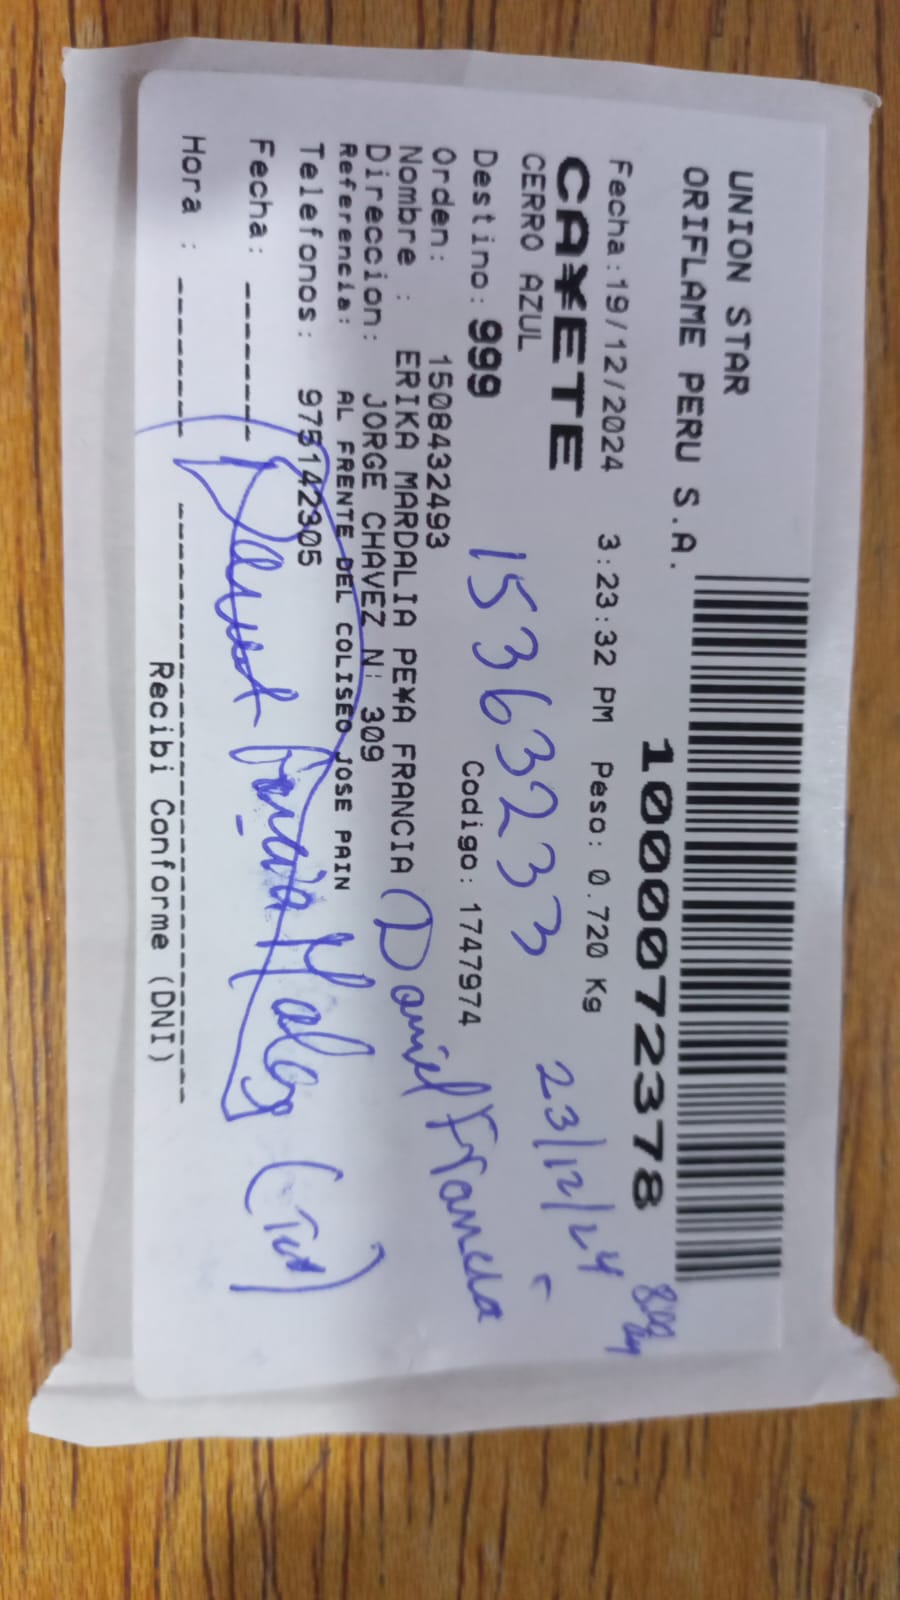 UNION STAR
ORIFLAME PERU S.A.
1000072378
Fecha:19/12/2024 3:23:32 PM Peso: 0.720 Kg
CA¥ETE
CERRO AZUL
23/12/24
15363233
Destino: 999 Codigo: 1747974
Orden: 1508432493
Nombre : ERIKA MARDALIA PE¥A FRANCIA
Daniel Francia
Direccion: JORGE CHAVEZ N: 309
Referencia: AL FRENTE DEL COLISEO JOSE PAIN
Telefonos: 975142305
Fecha: -------
Hora : -------
Recibi Conforme (DNI)